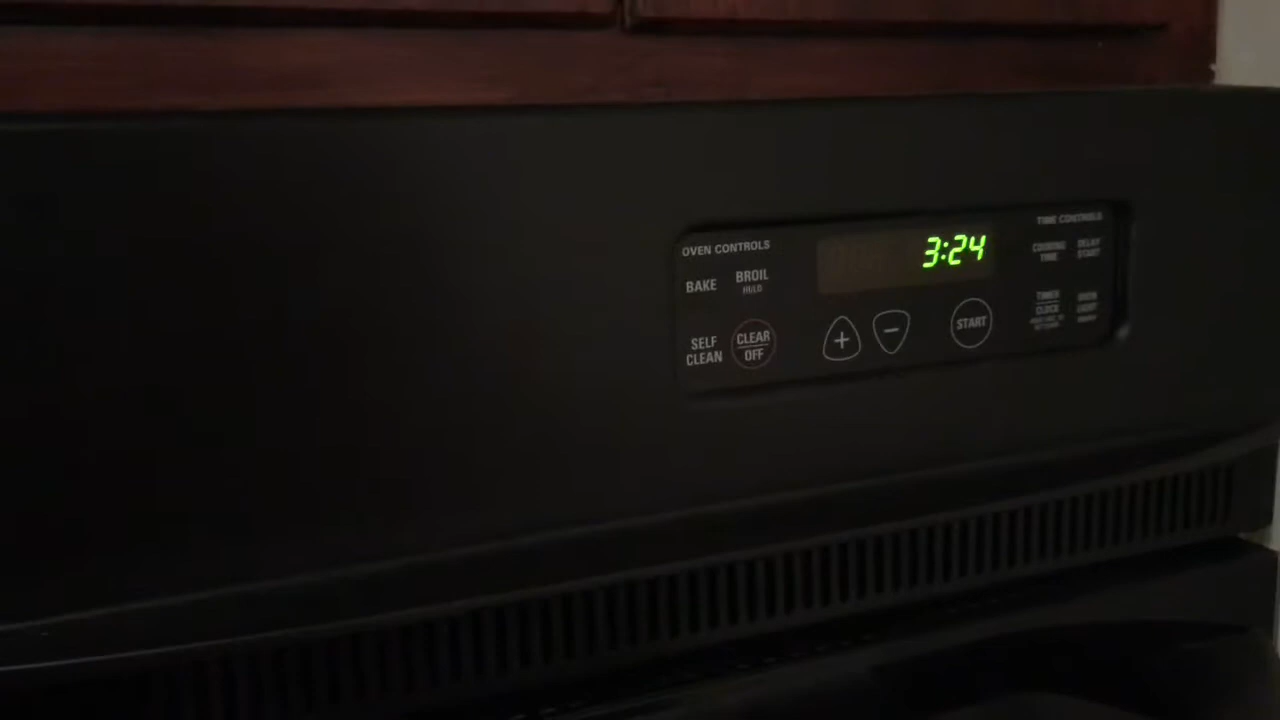 OVEN CONTROLS
BAKE
BROIL
HI/LO
SELF
CLEAN
CLEAR
OFF
3:24
+
−
START
TIME CONTROLS
COOKING
TIME
DELAY
START
TIMER
CLOCK
OVEN
LIGHT